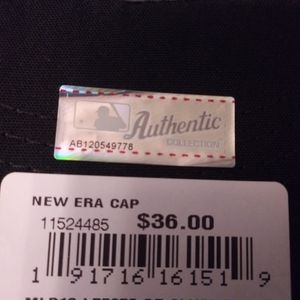 Authentic
COLLECTION
AB120549778
NEW ERA CAP
11524485 $36.00
1 91716 16151 9